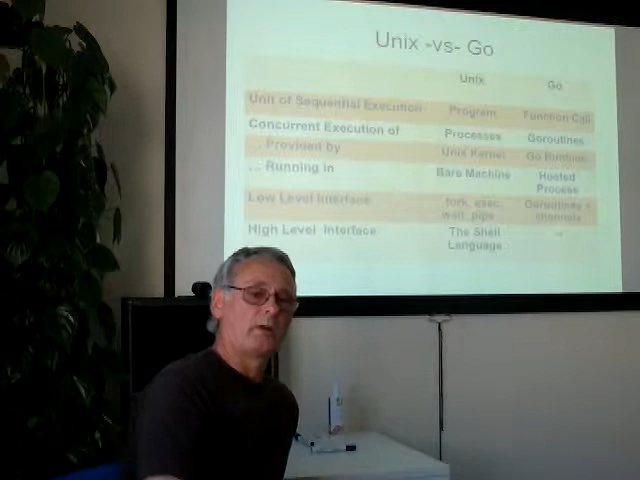 Unix -vs- Go
Unix Go
Unit of Sequential Execution Program Function Call
Concurrent Execution of Processes Goroutines
... Provided by Unix Kernel Go Runtime
... Running in Bare Machine Hosted
Process
Low Level Interface fork, exec, Goroutines +
wait, pipe channels
High Level Interface The Shell
Language